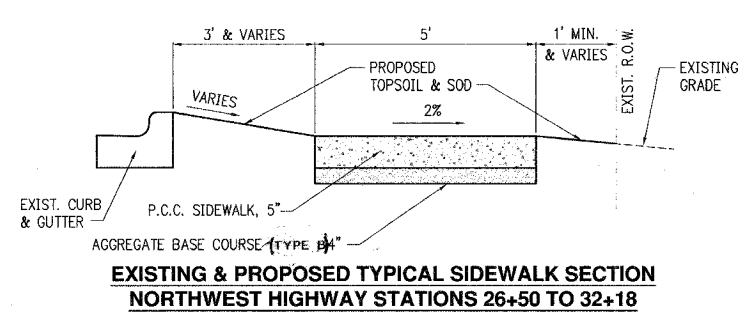 3' & VARIES
5'
1' MIN.
& VARIES
EXIST. R.O.W.
PROPOSED
TOPSOIL & SOD
EXISTING
GRADE
VARIES
2%
EXIST. CURB
& GUTTER
P.C.C. SIDEWALK, 5"
AGGREGATE BASE COURSE (TYPE B) 4"
EXISTING & PROPOSED TYPICAL SIDEWALK SECTION
NORTHWEST HIGHWAY STATIONS 26+50 TO 32+18